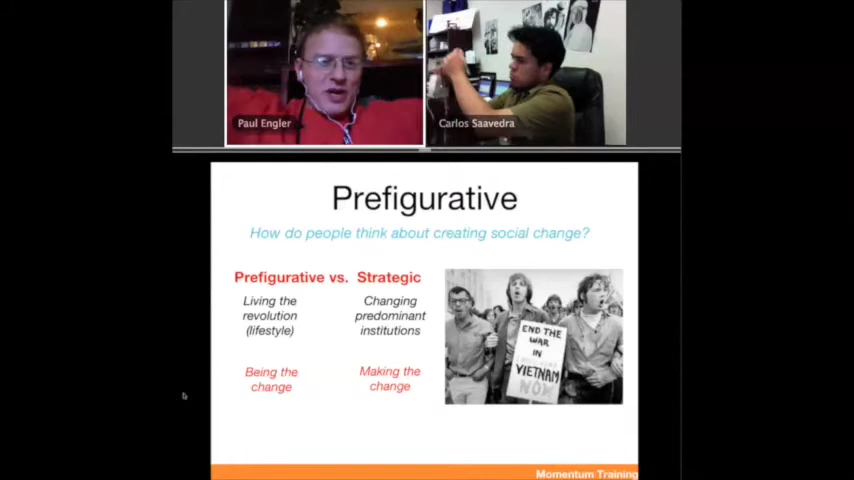 Paul Engler
Carlos Saavedra
Prefigurative
How do people think about creating social change?
Prefigurative vs. Strategic
Living the
revolution
(lifestyle)
Changing
predominant
institutions
Being the
change
Making the
change
END THE
WAR
IN
VIETNAM
NOW
Momentum Training